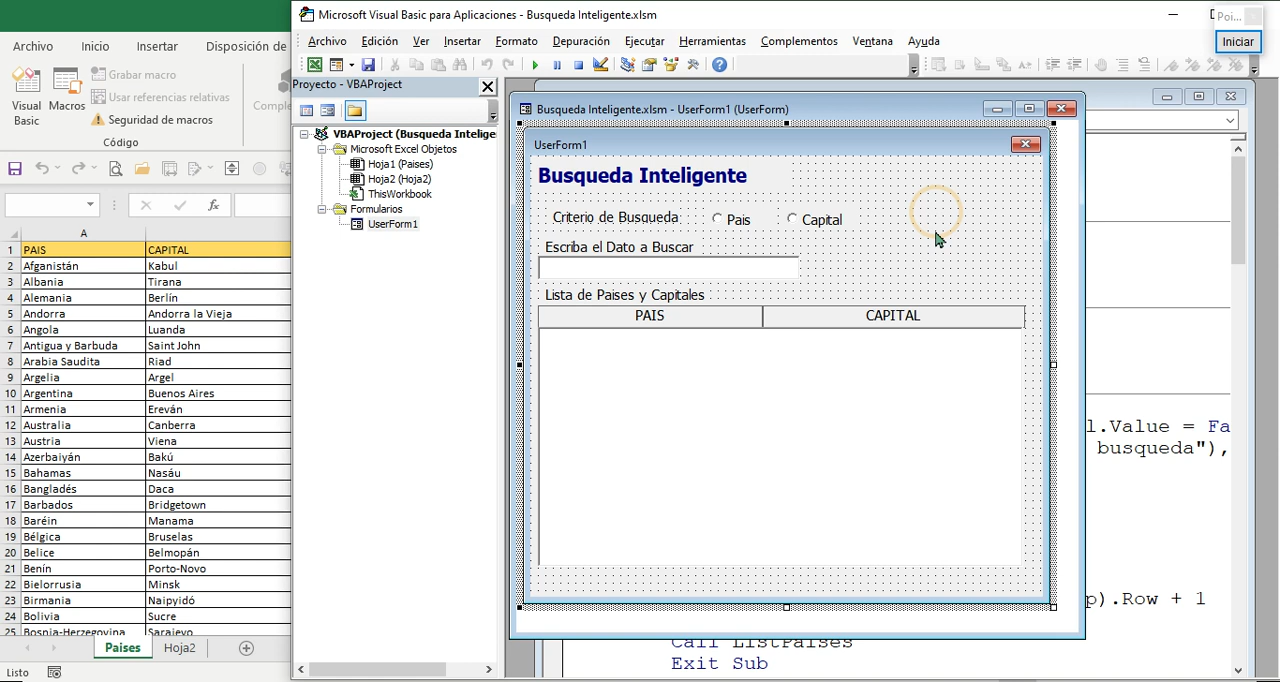 Microsoft Visual Basic para Aplicaciones - Busqueda Inteligente.xlsm
Poi...
Iniciar
Archivo Inicio Insertar Disposición de
Archivo Edición Ver Insertar Formato Depuración Ejecutar Herramientas Complementos Ventana Ayuda
Visual Basic
Macros
Grabar macro
Usar referencias relativas
Seguridad de macros
Código
Proyecto - VBAProject
VBAProject (Busqueda Intelige
Microsoft Excel Objetos
Hoja1 (Paises)
Hoja2 (Hoja2)
ThisWorkbook
Formularios
UserForm1
Busqueda Inteligente.xlsm - UserForm1 (UserForm)
UserForm1
Busqueda Inteligente
Criterio de Busqueda Pais Capital
Escriba el Dato a Buscar
Lista de Paises y Capitales
PAIS CAPITAL
l.Value = Fa
busqueda"),
p).Row + 1
Call ListPaises
Exit Sub
fx
A
1 PAIS CAPITAL
2 Afganistán Kabul
3 Albania Tirana
4 Alemania Berlín
5 Andorra Andorra la Vieja
6 Angola Luanda
7 Antigua y Barbuda Saint John
8 Arabia Saudita Riad
9 Argelia Argel
10 Argentina Buenos Aires
11 Armenia Ereván
12 Australia Canberra
13 Austria Viena
14 Azerbaiyán Bakú
15 Bahamas Nasáu
16 Bangladés Daca
17 Barbados Bridgetown
18 Baréin Manama
19 Bélgica Bruselas
20 Belice Belmopán
21 Benín Porto-Novo
22 Bielorrusia Minsk
23 Birmania Naipyidó
24 Bolivia Sucre
25 Bosnia-Herzegovina Sarajevo
Paises Hoja2
Listo